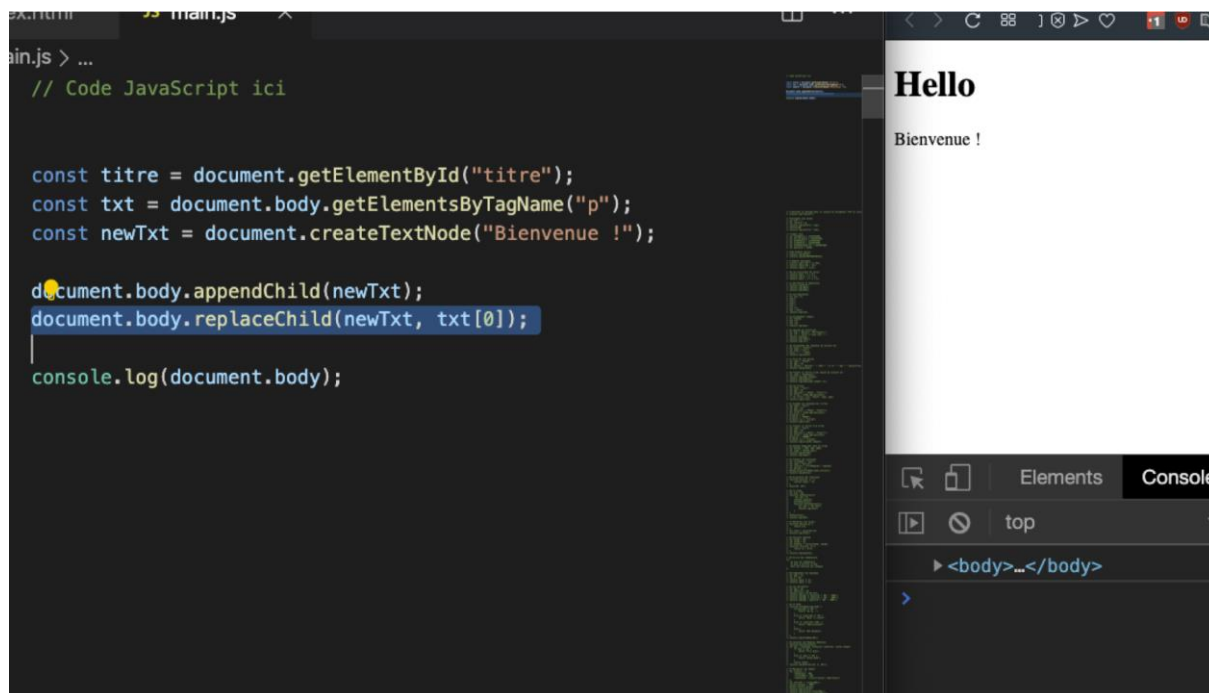 main.js
ain.js > ...
// Code JavaScript ici
const titre = document.getElementById("titre");
const txt = document.body.getElementsByTagName("p");
const newTxt = document.createTextNode("Bienvenue !");
document.body.appendChild(newTxt);
document.body.replaceChild(newTxt, txt[0]);
console.log(document.body);
Hello
Bienvenue !
Elements Console
top
<body>…</body>